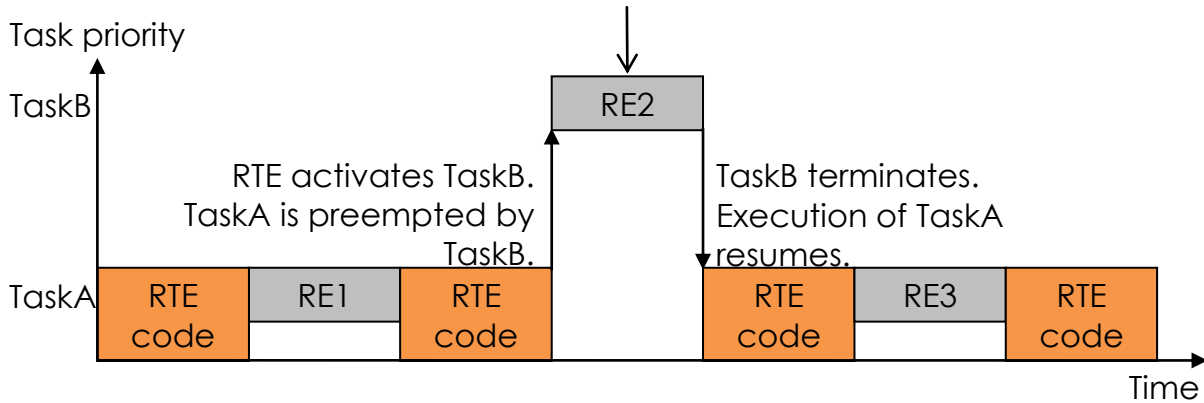 Task priority
TaskB
RE2
RTE activates TaskB.
TaskA is preempted by
TaskB.
TaskB terminates.
Execution of TaskA
resumes.
TaskA
RTE
code
RE1
RTE
code
RTE
code
RE3
RTE
code
Time